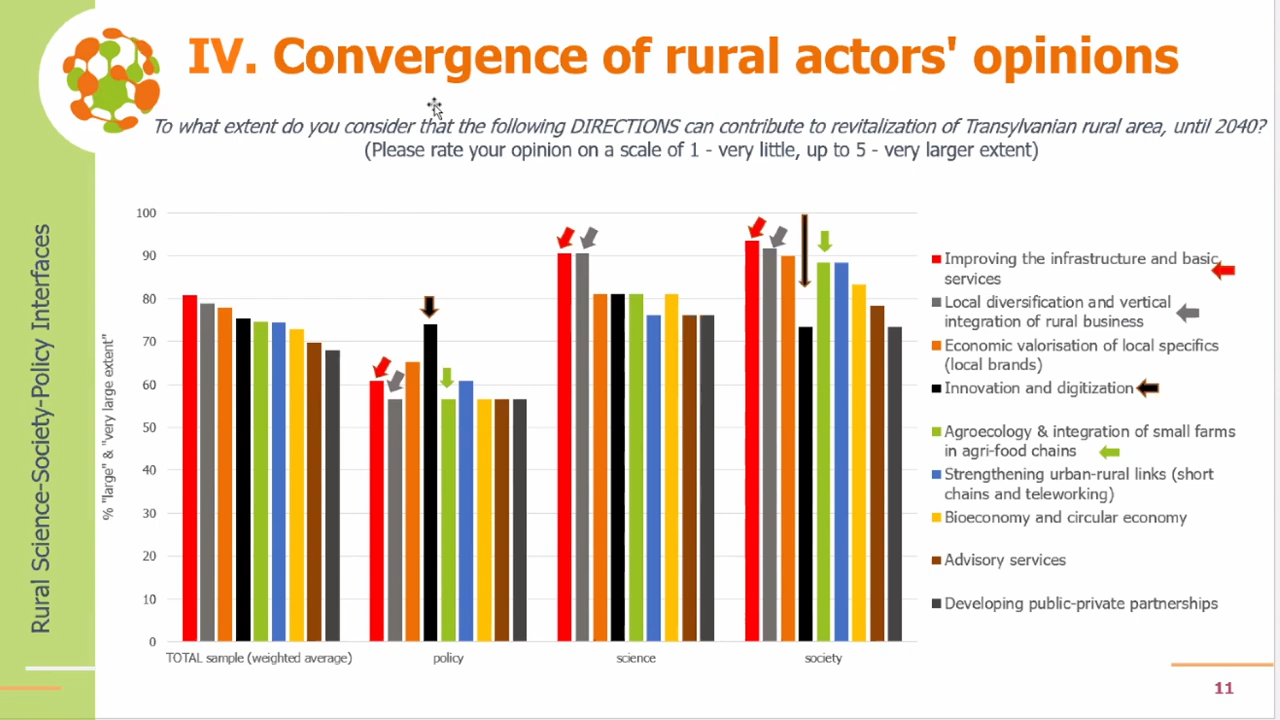 IV. Convergence of rural actors' opinions
To what extent do you consider that the following DIRECTIONS can contribute to revitalization of Transylvanian rural area, until 2040?
(Please rate your opinion on a scale of 1 - very little, up to 5 - very larger extent)
Rural Science-Society-Policy Interfaces
% "large" & "very large extent"
100
90
80
70
60
50
40
30
20
10
0
TOTAL sample (weighted average)
policy
science
society
Improving the infrastructure and basic
services
Local diversification and vertical
integration of rural business
Economic valorisation of local specifics
(local brands)
Innovation and digitization
Agroecology & integration of small farms
in agri-food chains
Strengthening urban-rural links (short
chains and teleworking)
Bioeconomy and circular economy
Advisory services
Developing public-private partnerships
11